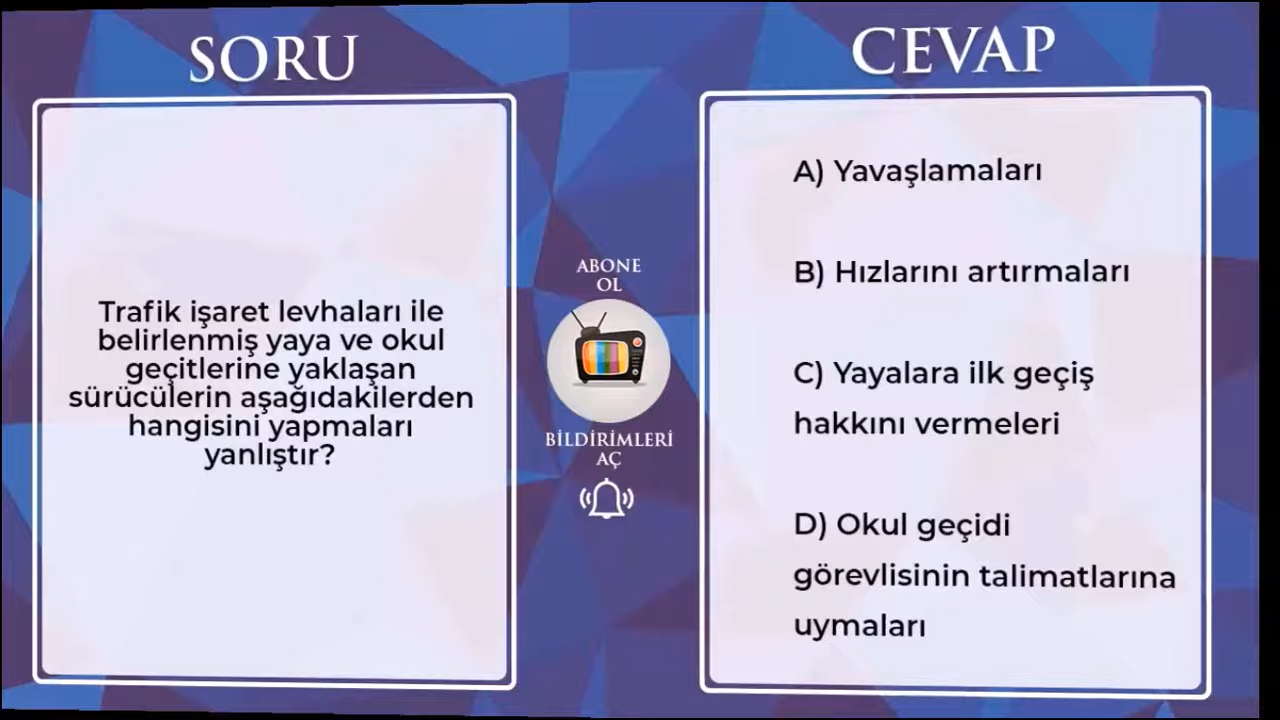 SORU
Trafik işaret levhaları ile
belirlenmiş yaya ve okul
geçitlerine yaklaşan
sürücülerin aşağıdakilerden
hangisini yapmaları
yanlıştır?
ABONE
OL
BİLDİRİMLERİ
AÇ
CEVAP
A) Yavaşlamaları
B) Hızlarını artırmaları
C) Yayalara ilk geçiş
hakkını vermeleri
D) Okul geçidi
görevlisinin talimatlarına
uymaları